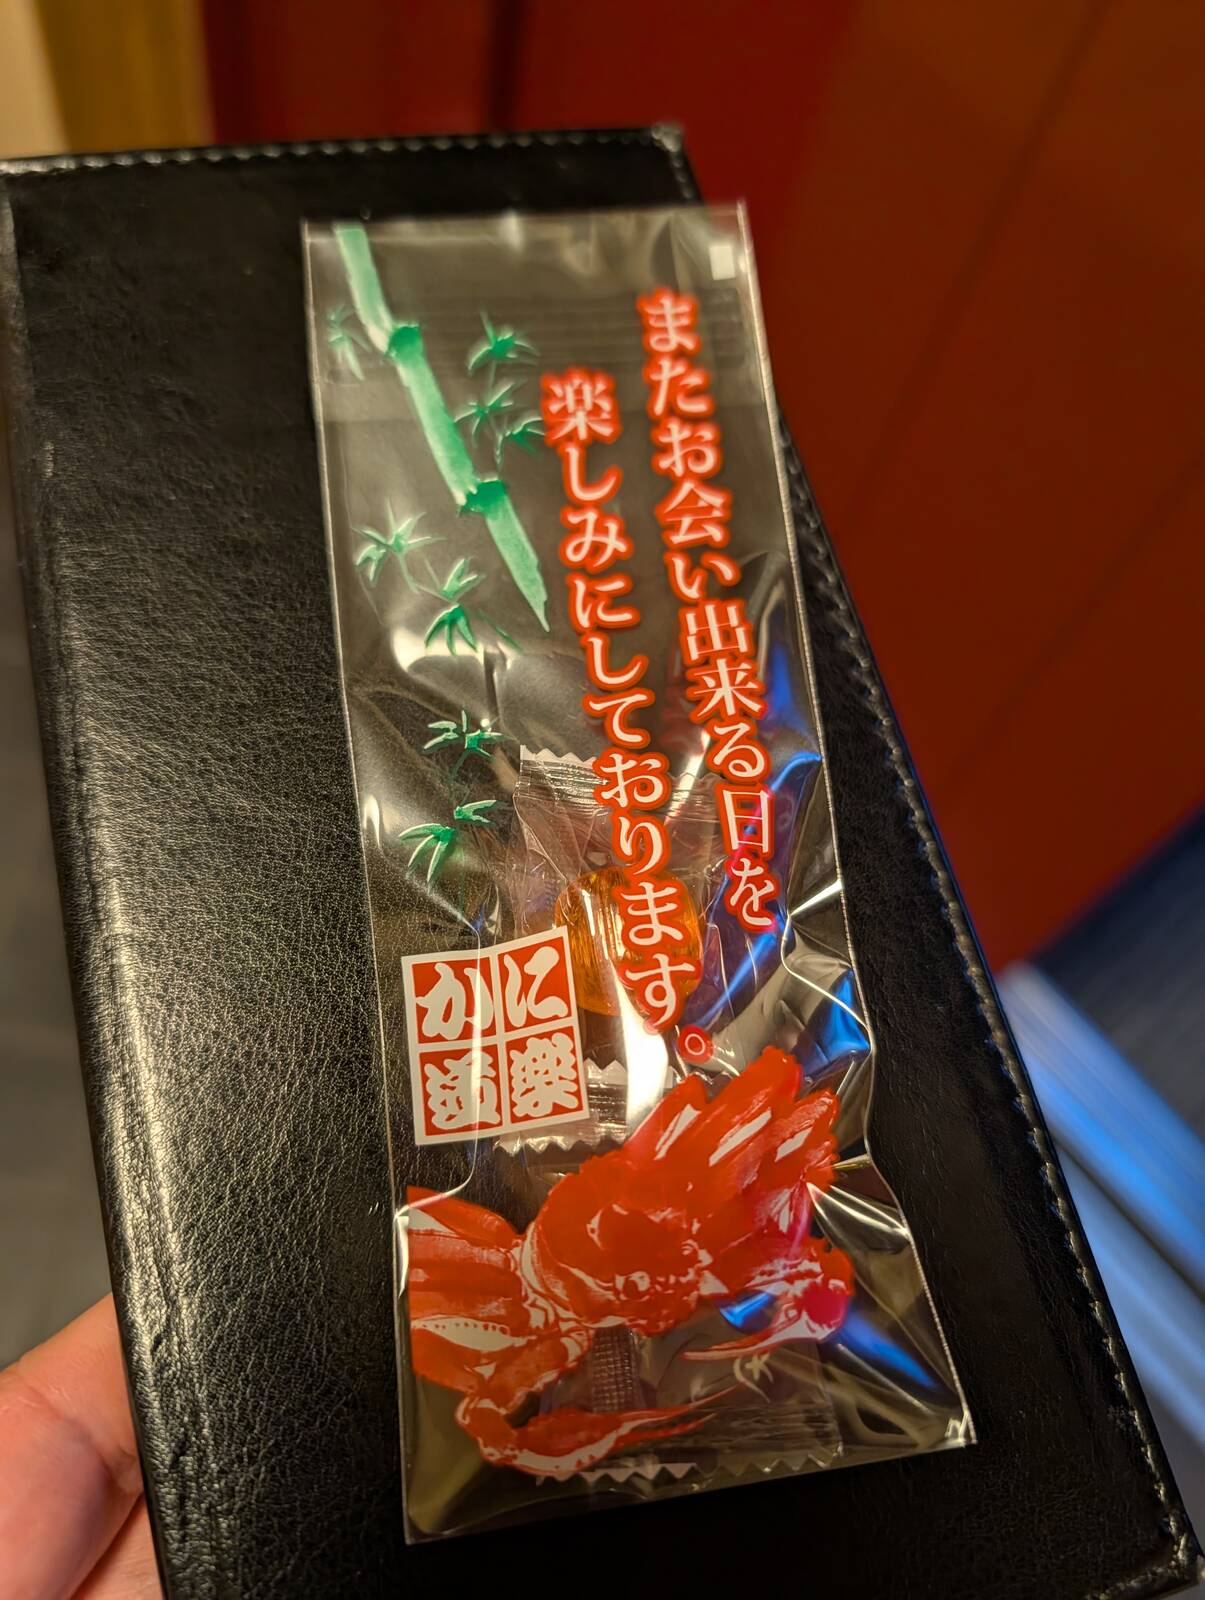 またお会い出来る日を
楽しみにしております。
かに
道楽